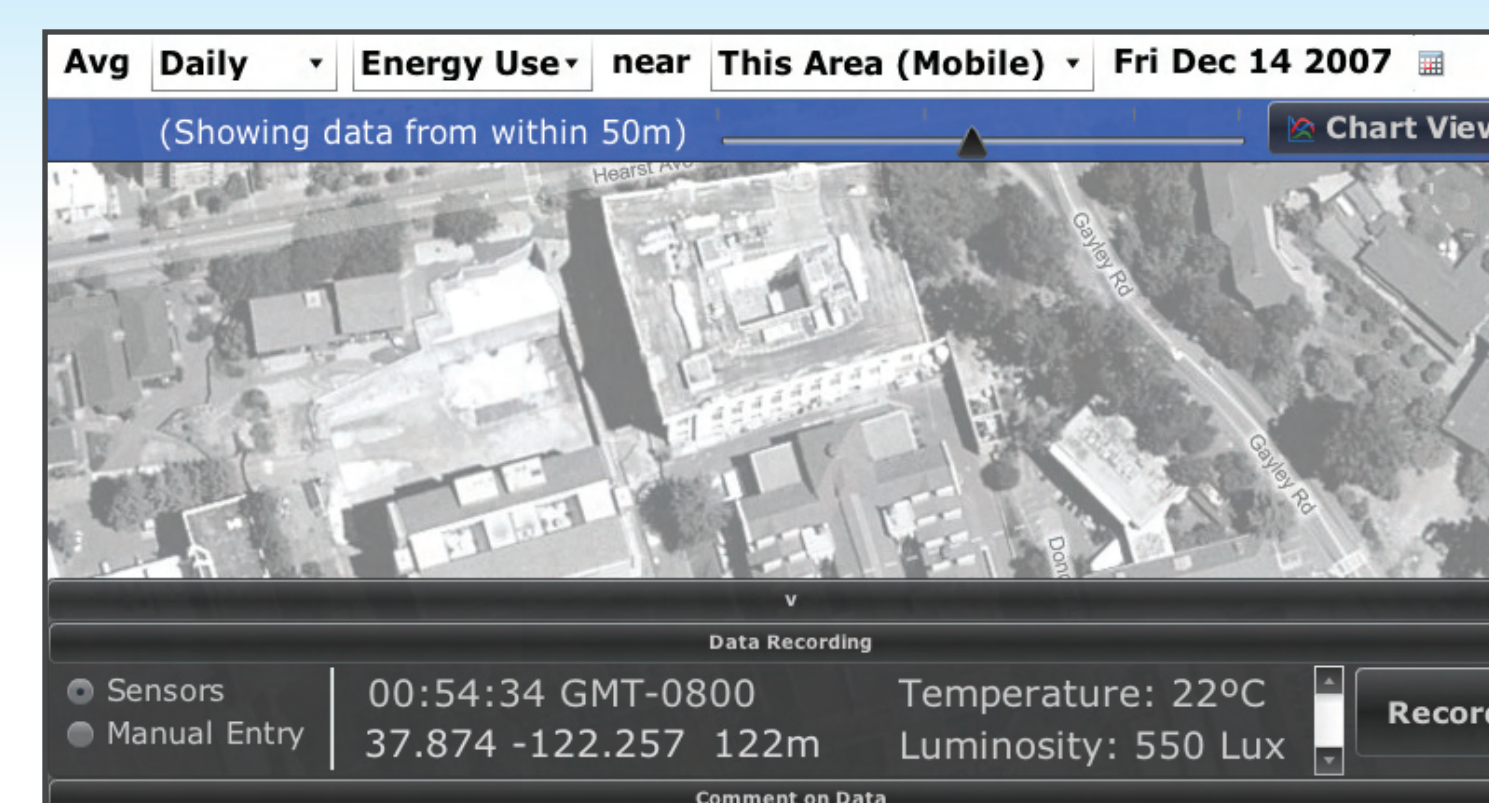 Avg Daily Energy Use near This Area (Mobile) Fri Dec 14 2007
(Showing data from within 50m) Chart View
Hearst Ave
Gayley Rd
Gayley Rd
v
Data Recording
Sensors 00:54:34 GMT-0800 Temperature: 22ºC
Manual Entry 37.874 -122.257 122m Luminosity: 550 Lux
Record
Comment on Data